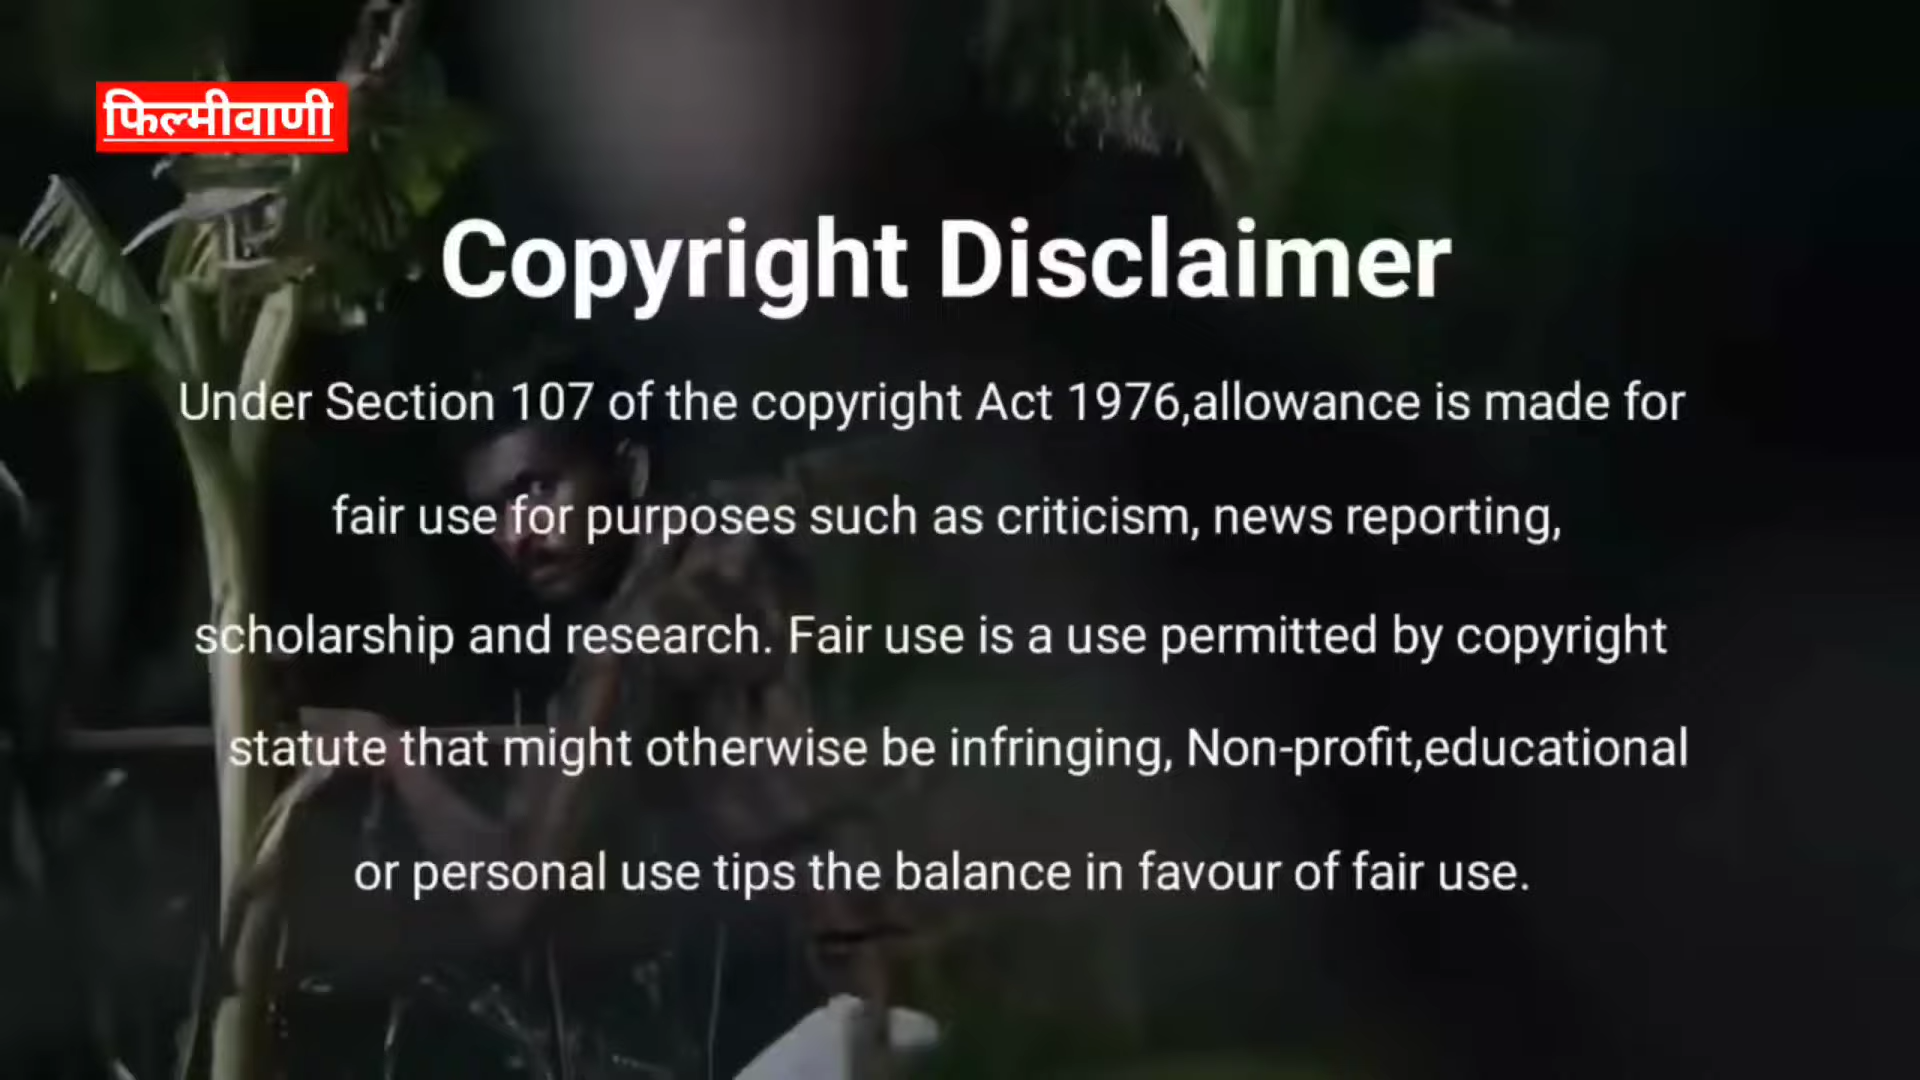 फिल्मीवाणी
Copyright Disclaimer
Under Section 107 of the copyright Act 1976,allowance is made for
fair use for purposes such as criticism, news reporting,
scholarship and research. Fair use is a use permitted by copyright
statute that might otherwise be infringing, Non-profit,educational
or personal use tips the balance in favour of fair use.